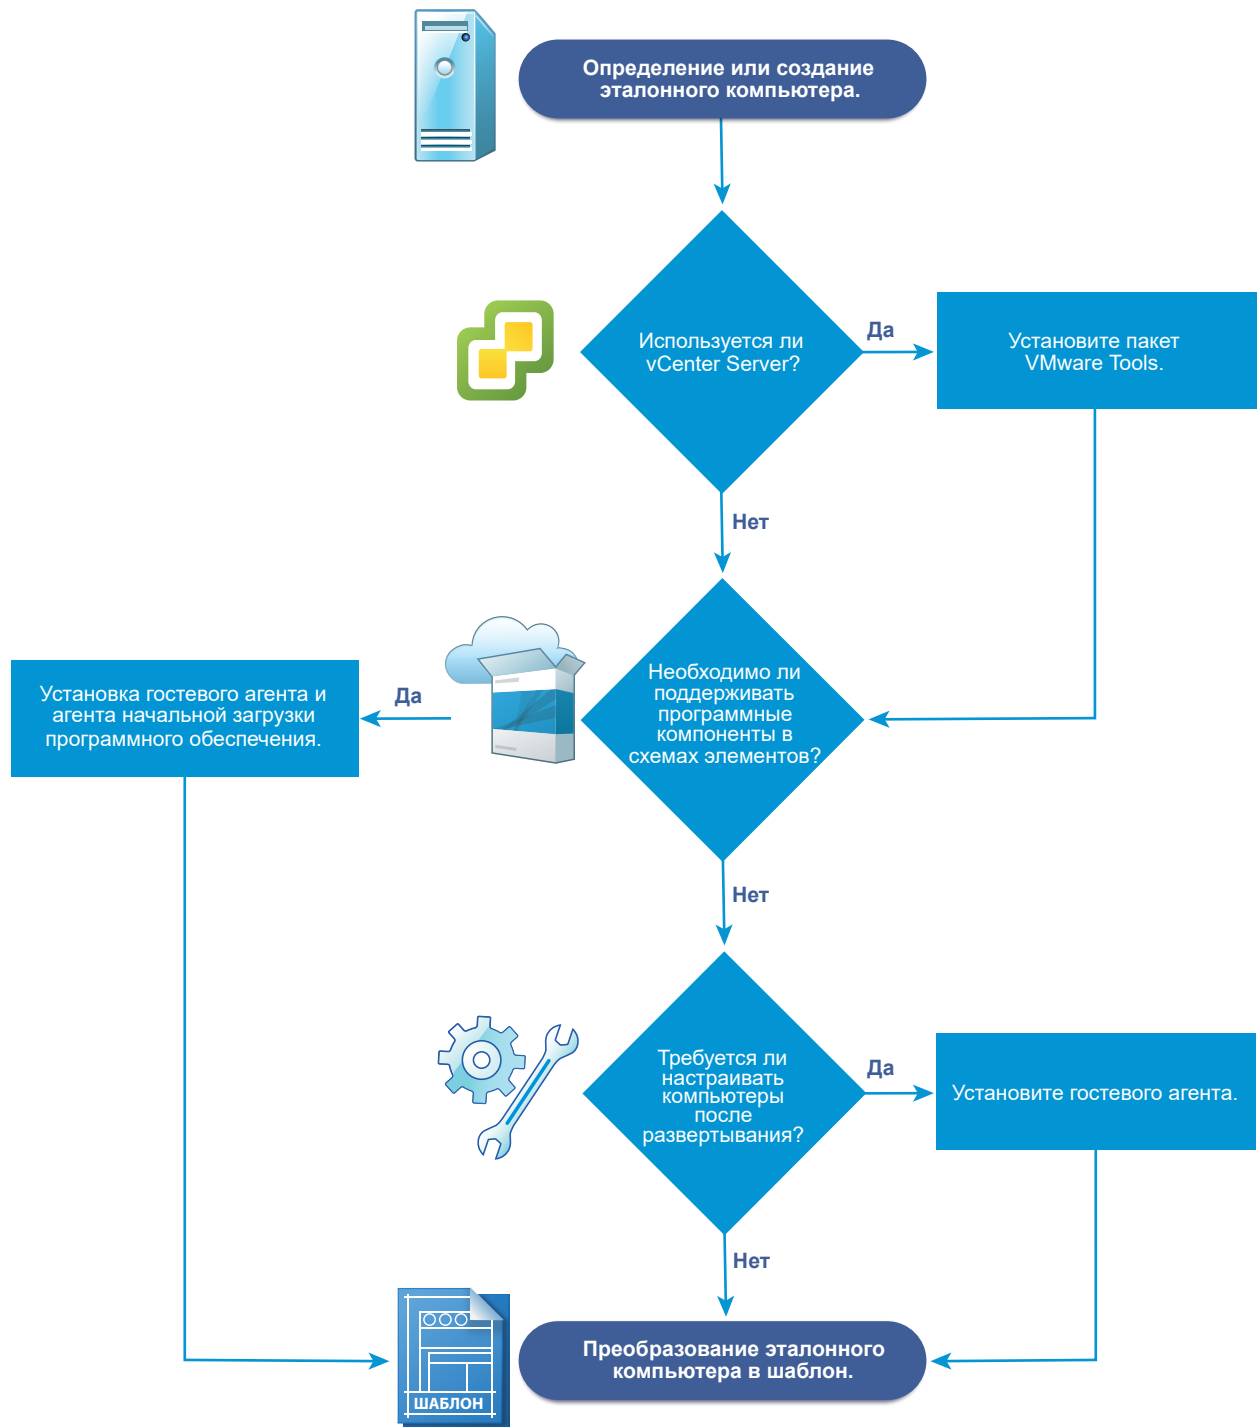 Определение или создание
эталонного компьютера.
Используется ли
vCenter Server?
Да
Установите пакет
VMware Tools.
Нет
Необходимо ли
поддерживать
программные
компоненты в
схемах элементов?
Да
Установка гостевого агента и
агента начальной загрузки
программного обеспечения.
Нет
Требуется ли
настраивать
компьютеры
после
развертывания?
Да
Установите гостевого агента.
Нет
ШАБЛОН
Преобразование эталонного
компьютера в шаблон.